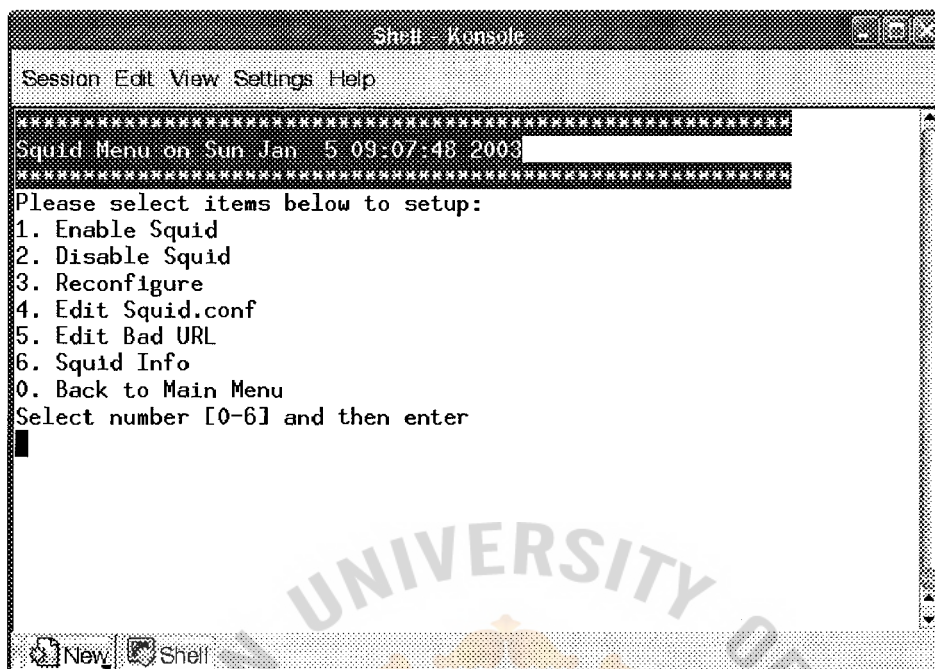 Shell - Konsole
Session Edit View Settings Help
**************************************************************
Squid Menu on Sun Jan  5 09:07:48 2003
**************************************************************
Please select items below to setup:
1. Enable Squid
2. Disable Squid
3. Reconfigure
4. Edit Squid.conf
5. Edit Bad URL
6. Squid Info
0. Back to Main Menu
Select number [0-6] and then enter
UNIVERSITY
New Shell